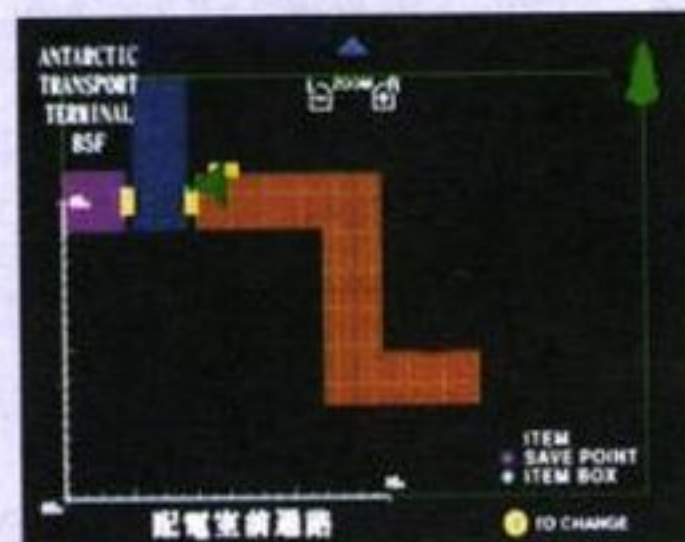 ANTARCTIC
TRANSPORT
TERMINAL
B5F
L ZOOM R
ITEM
SAVE POINT
ITEM BOX
配電室前通路
TO CHANGE